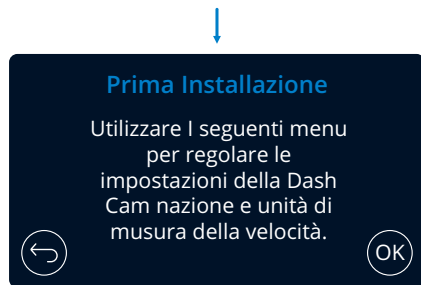 Prima Installazione
Utilizzare I seguenti menu
per regolare le
impostazioni della Dash
Cam nazione e unità di
musura della velocità.
OK